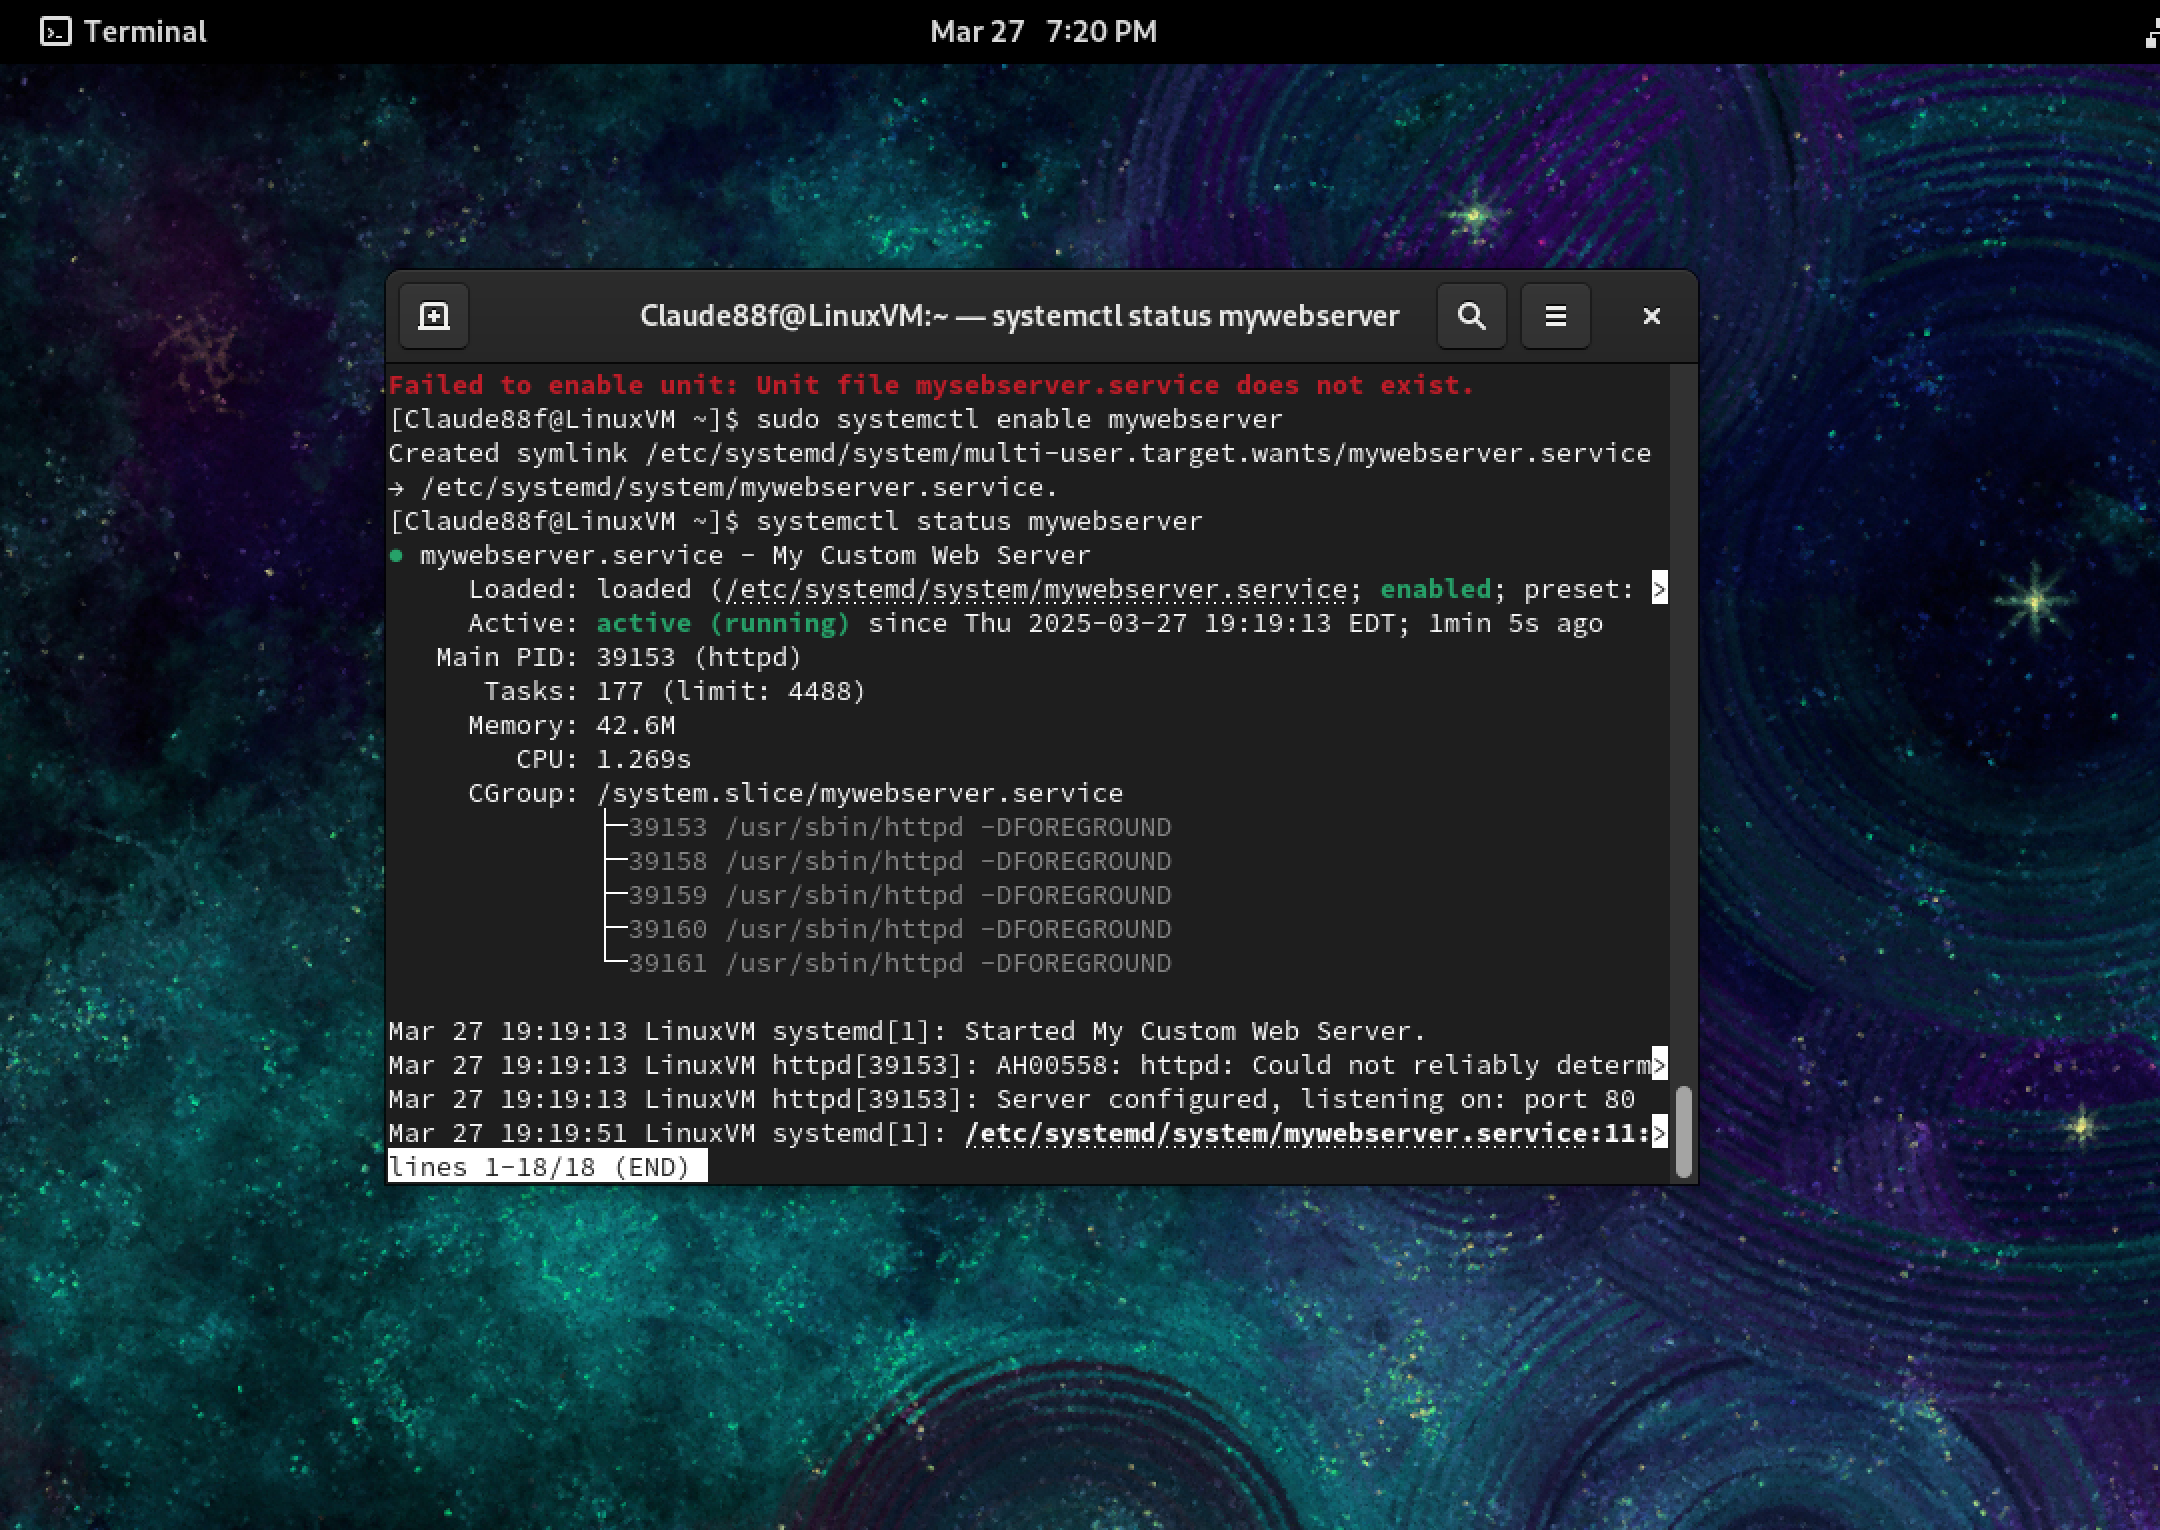 Terminal
Mar 27 7:20 PM
Claude88f@LinuxVM:~ — systemctl status mywebserver
Failed to enable unit: Unit file mysebserver.service does not exist.
[Claude88f@LinuxVM ~]$ sudo systemctl enable mywebserver
Created symlink /etc/systemd/system/multi-user.target.wants/mywebserver.service
→ /etc/systemd/system/mywebserver.service.
[Claude88f@LinuxVM ~]$ systemctl status mywebserver
● mywebserver.service - My Custom Web Server
     Loaded: loaded (/etc/systemd/system/mywebserver.service; enabled; preset: >
     Active: active (running) since Thu 2025-03-27 19:19:13 EDT; 1min 5s ago
   Main PID: 39153 (httpd)
      Tasks: 177 (limit: 4488)
     Memory: 42.6M
        CPU: 1.269s
     CGroup: /system.slice/mywebserver.service
             ├─39153 /usr/sbin/httpd -DFOREGROUND
             ├─39158 /usr/sbin/httpd -DFOREGROUND
             ├─39159 /usr/sbin/httpd -DFOREGROUND
             ├─39160 /usr/sbin/httpd -DFOREGROUND
             └─39161 /usr/sbin/httpd -DFOREGROUND
Mar 27 19:19:13 LinuxVM systemd[1]: Started My Custom Web Server.
Mar 27 19:19:13 LinuxVM httpd[39153]: AH00558: httpd: Could not reliably determ>
Mar 27 19:19:13 LinuxVM httpd[39153]: Server configured, listening on: port 80
Mar 27 19:19:51 LinuxVM systemd[1]: /etc/systemd/system/mywebserver.service:11:>
lines 1-18/18 (END)